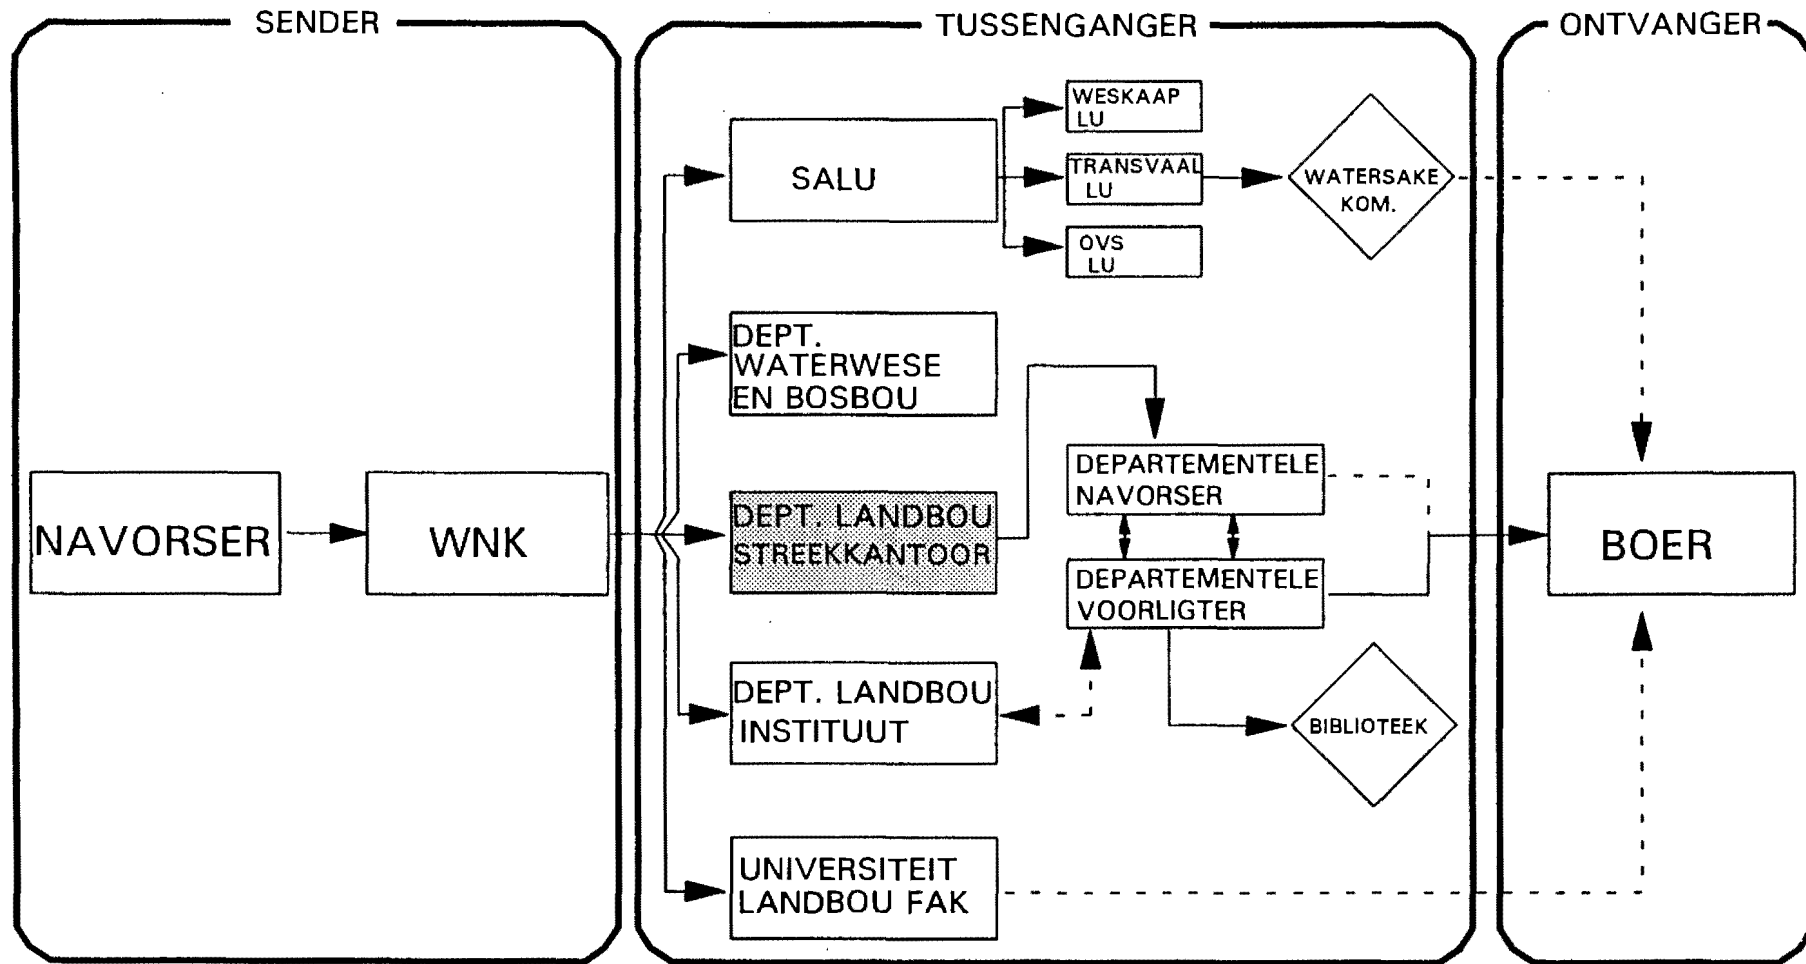 SENDER
TUSSENGANGER
ONTVANGER
NAVORSER
WNK
SALU
WESKAAP
LU
TRANSVAAL
LU
OVS
LU
WATERSAKE
KOM.
DEPT.
WATERWESE
EN BOSBOU
DEPT. LANDBOU
STREEKKANTOOR
DEPARTEMENTELE
NAVORSER
DEPARTEMENTELE
VOORLIGTER
DEPT. LANDBOU
INSTITUUT
BIBLIOTEEK
UNIVERSITEIT
LANDBOU FAK
BOER